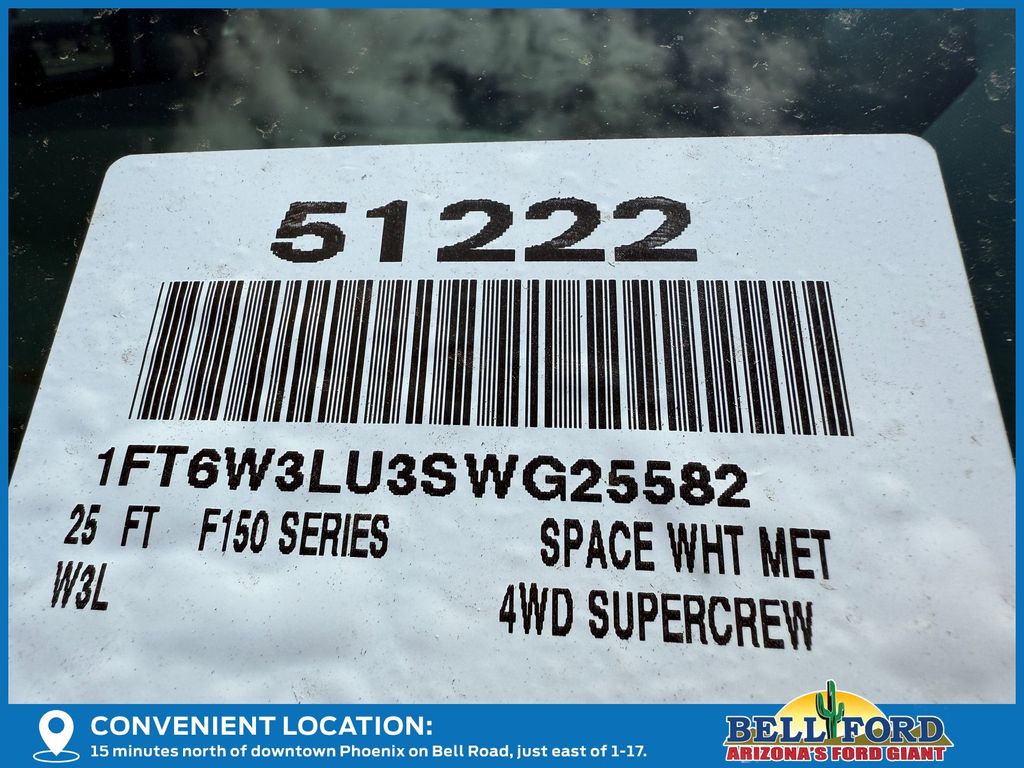 51222
1FT6W3LU3SWG25582
25 FT F150 SERIES SPACE WHT MET
W3L 4WD SUPERCREW
CONVENIENT LOCATION:
15 minutes north of downtown Phoenix on Bell Road, just east of 1-17.
BELL FORD
ARIZONA'S FORD GIANT